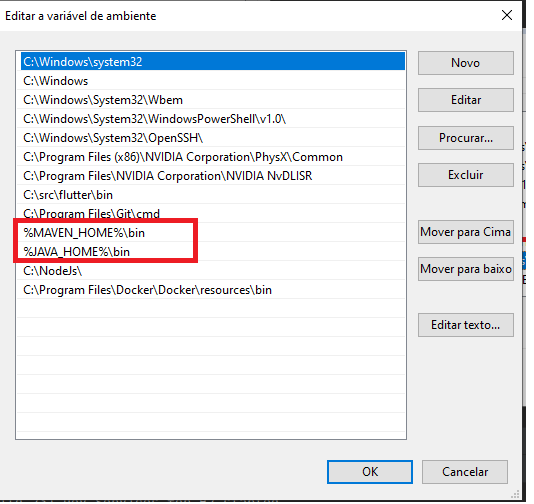 Editar a variável de ambiente
C:\Windows\system32
Novo
C:\Windows
C:\Windows\System32\Wbem
Editar
C:\Windows\System32\WindowsPowerShell\v1.0\
C:\Windows\System32\OpenSSH\
Procurar...
C:\Program Files (x86)\NVIDIA Corporation\PhysX\Common
C:\Program Files\NVIDIA Corporation\NVIDIA NvDLISR
Excluir
C:\src\flutter\bin
C:\Program Files\Git\cmd
%MAVEN_HOME%\bin
Mover para Cima
%JAVA_HOME%\bin
C:\NodeJs\
Mover para baixo
C:\Program Files\Docker\Docker\resources\bin
Editar texto...
OK
Cancelar